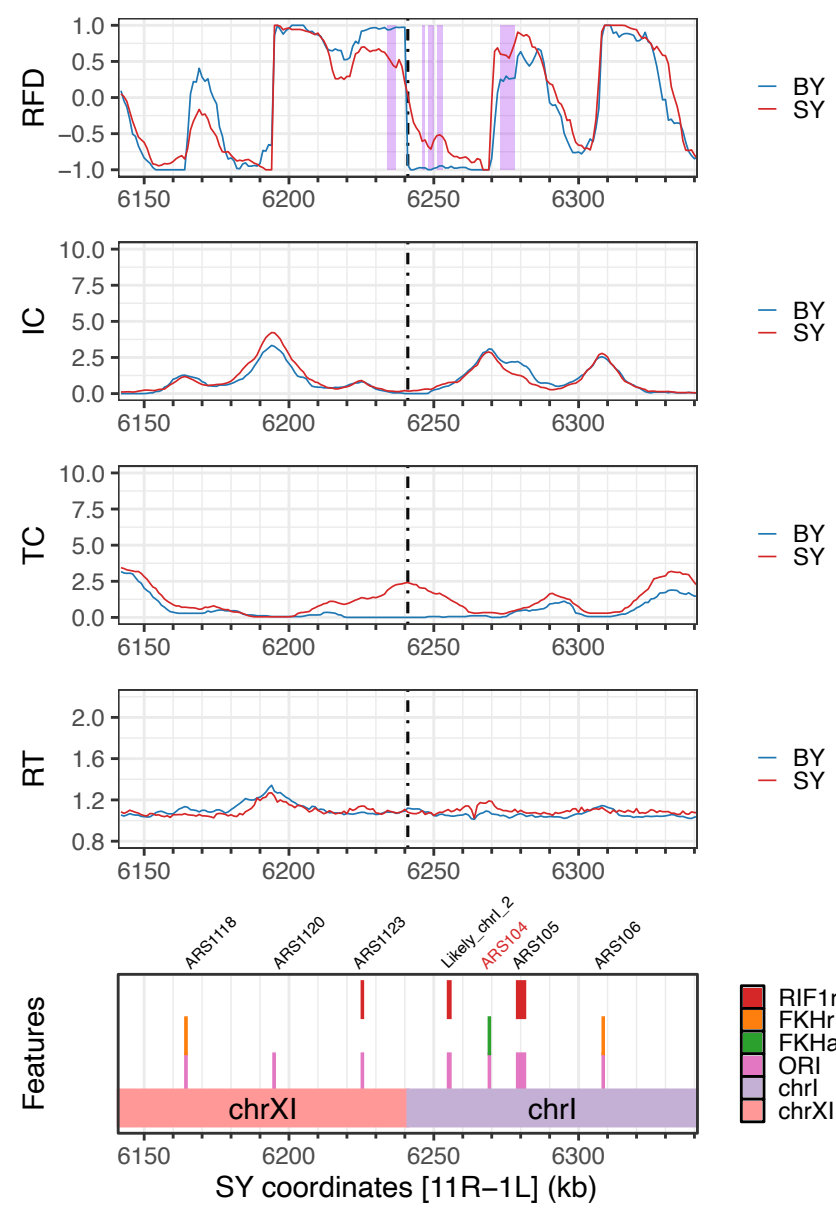 RFD
1.0
0.5
0.0
−0.5
−1.0
6150 6200 6250 6300
BY
SY
IC
10.0
7.5
5.0
2.5
0.0
6150 6200 6250 6300
BY
SY
TC
10.0
7.5
5.0
2.5
0.0
6150 6200 6250 6300
BY
SY
RT
2.0
1.6
1.2
0.8
6150 6200 6250 6300
BY
SY
ARS1118
ARS1120
ARS1123
Likely_chrI_2
ARS104
ARS105
ARS106
Features
chrXI chrI
6150 6200 6250 6300
SY coordinates [11R−1L] (kb)
RIF1r
FKHr
FKHa
ORI
chrI
chrXI